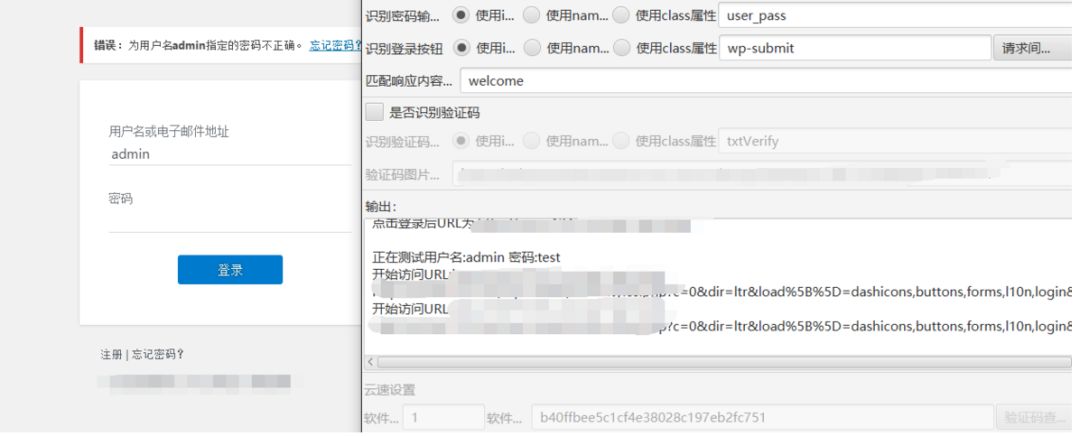 错误：为用户名admin指定的密码不正确。 忘记密码?
用户名或电子邮件地址
admin
密码
登录
注册 | 忘记密码?
识别密码输... 使用i... 使用nam... 使用class属性 user_pass
识别登录按钮 使用i... 使用nam... 使用class属性 wp-submit 请求间...
匹配响应内容... welcome
是否识别验证码
识别验证码... 使用i... 使用nam... 使用class属性 txtVerify
验证码图片...
输出：
点击登录后URL为
正在测试用户名:admin 密码:test
开始访问URL
?c=0&dir=ltr&load%5B%5D=dashicons,buttons,forms,l10n,login&
开始访问URL
p?c=0&dir=ltr&load%5B%5D=dashicons,buttons,forms,l10n,login&
云速设置
软件... 1 软件... b40ffbee5c1cf4e38028c197eb2fc751 验证码查...